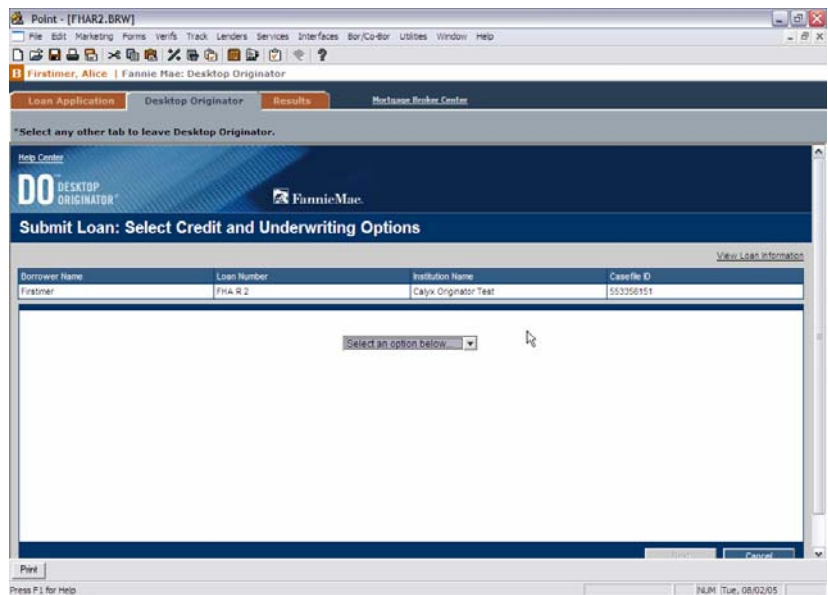 Point - [FHAR2.BRW]
File Edit Marketing Forms Verifs Track Lenders Services Interfaces Bor/Co-Bor Utilities Window Help
B Firstimer, Alice | Fannie Mae: Desktop Originator
Loan Application Desktop Originator Results Mortgage Broker Center
*Select any other tab to leave Desktop Originator.
Help Center
DO DESKTOP ORIGINATOR™ FannieMae.
Submit Loan: Select Credit and Underwriting Options
View Loan Information
Borrower Name Loan Number Institution Name Casefile ID
Firstimer FHA R 2 Calyx Originator Test 553356151
Select an option below...
Cancel
Print
Press F1 for Help NUM Tue, 08/02/05